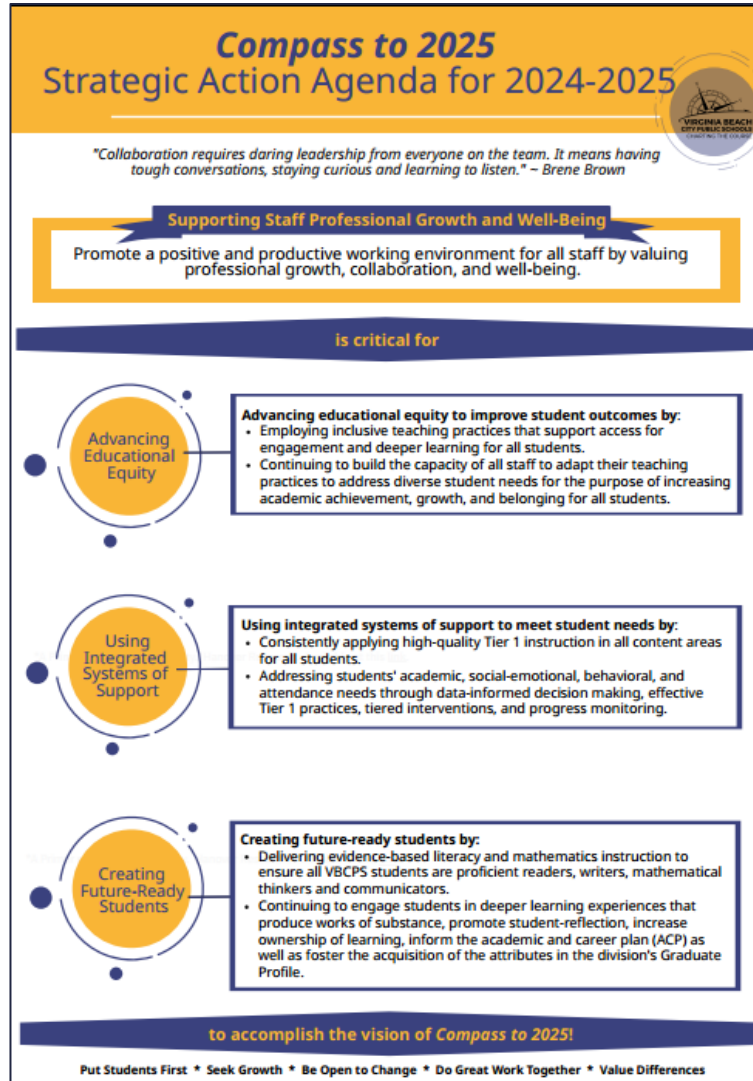 Compass to 2025
Strategic Action Agenda for 2024-2025
VIRGINIA BEACH
CITY PUBLIC SCHOOLS
CHARTING THE COURSE
"Collaboration requires daring leadership from everyone on the team. It means having
tough conversations, staying curious and learning to listen." ~ Brene Brown
Supporting Staff Professional Growth and Well-Being
Promote a positive and productive working environment for all staff by valuing
professional growth, collaboration, and well-being.
is critical for
Advancing
Educational
Equity
Advancing educational equity to improve student outcomes by:
• Employing inclusive teaching practices that support access for
engagement and deeper learning for all students.
• Continuing to build the capacity of all staff to adapt their teaching
practices to address diverse student needs for the purpose of increasing
academic achievement, growth, and belonging for all students.
Using
Integrated
Systems of
Support
Using integrated systems of support to meet student needs by:
• Consistently applying high-quality Tier 1 instruction in all content areas
for all students.
• Addressing students' academic, social-emotional, behavioral, and
attendance needs through data-informed decision making, effective
Tier 1 practices, tiered interventions, and progress monitoring.
Creating
Future-Ready
Students
Creating future-ready students by:
• Delivering evidence-based literacy and mathematics instruction to
ensure all VBCPS students are proficient readers, writers, mathematical
thinkers and communicators.
• Continuing to engage students in deeper learning experiences that
produce works of substance, promote student-reflection, increase
ownership of learning, inform the academic and career plan (ACP) as
well as foster the acquisition of the attributes in the division's Graduate
Profile.
to accomplish the vision of Compass to 2025!
Put Students First * Seek Growth * Be Open to Change * Do Great Work Together * Value Differences